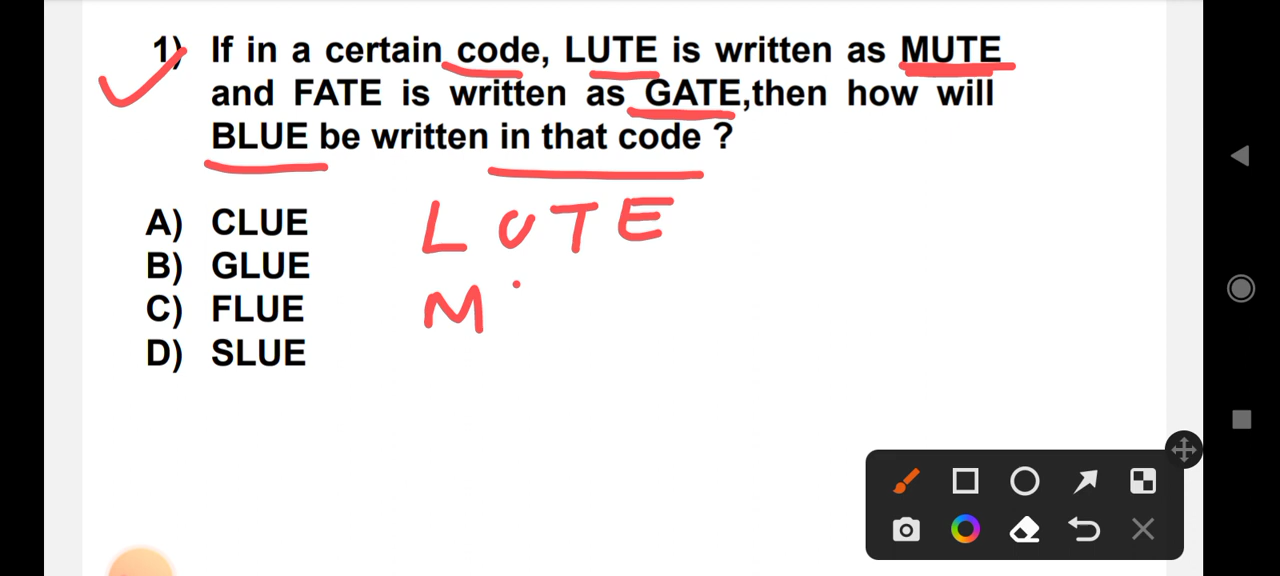 1) If in a certain code, LUTE is written as MUTE
and FATE is written as GATE,then how will
BLUE be written in that code ?
A) CLUE
B) GLUE
C) FLUE
D) SLUE
L U T E
M